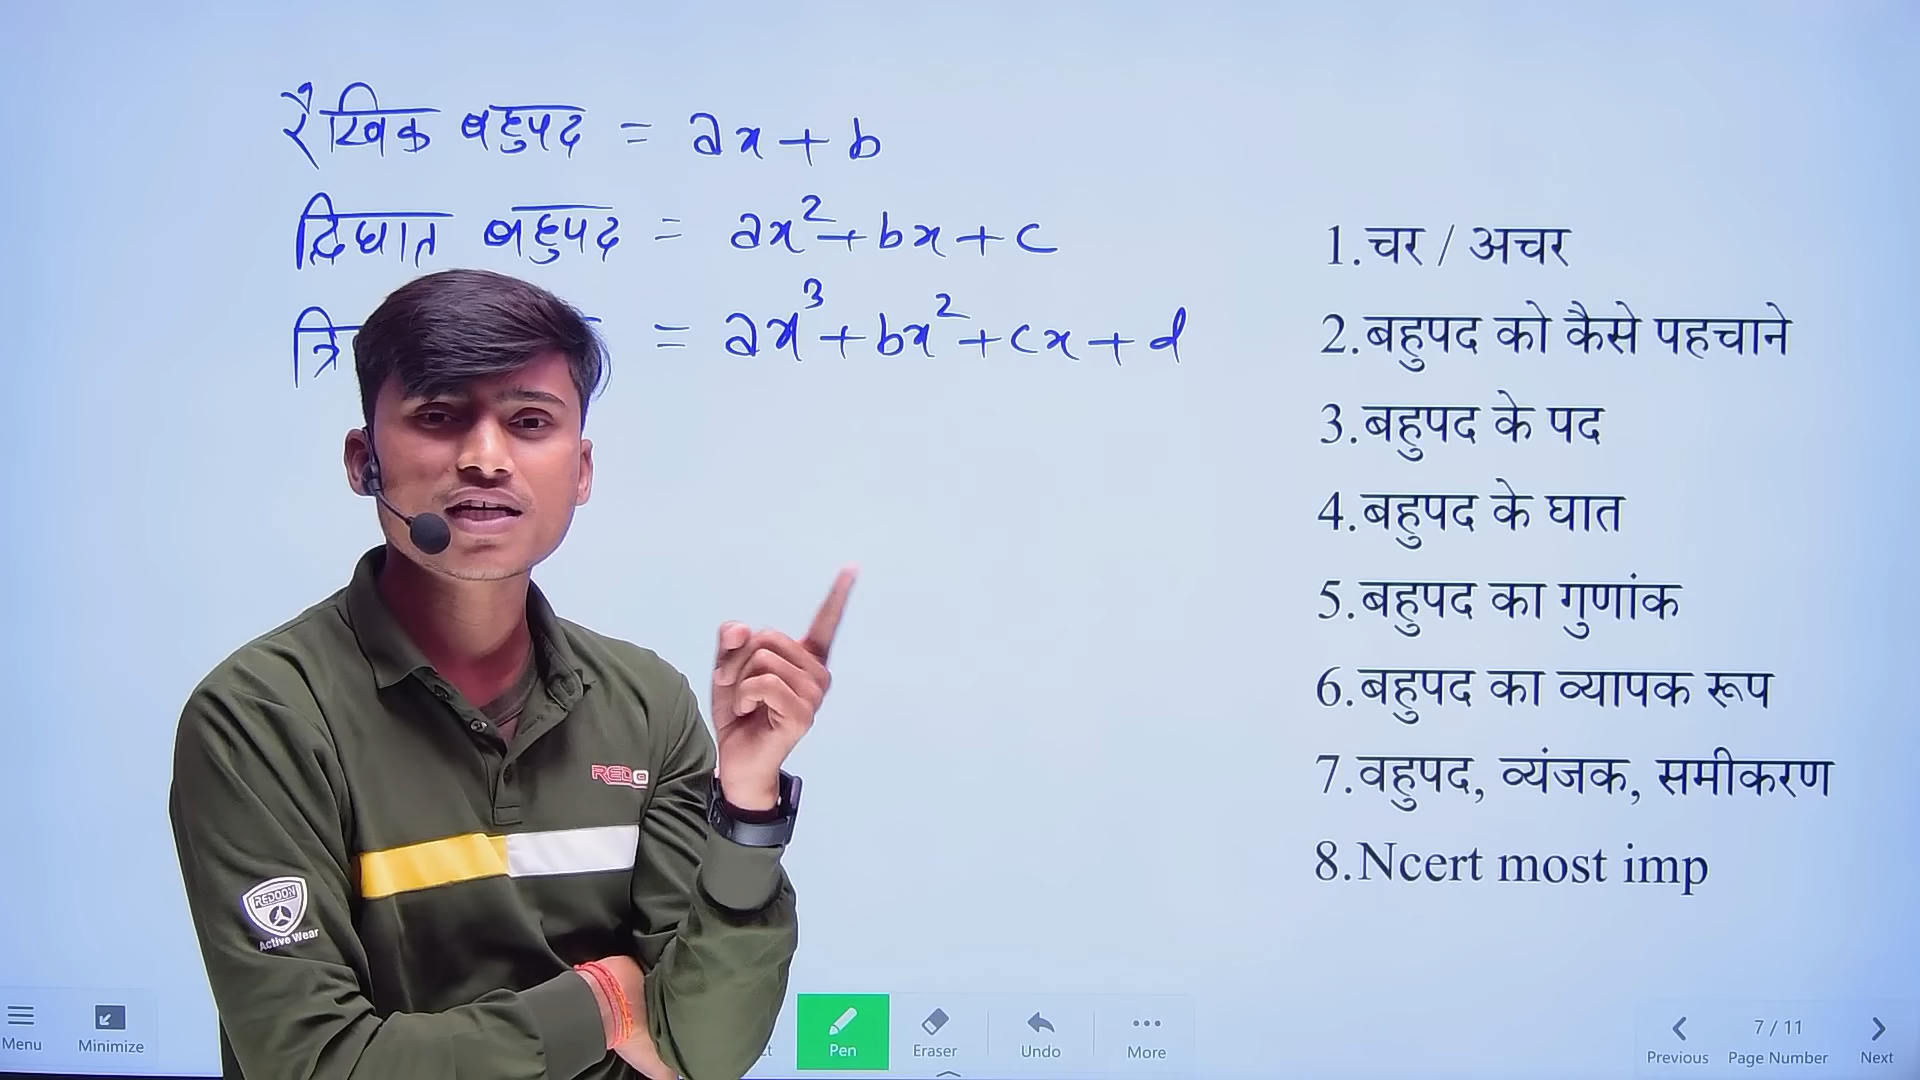 रैखिक बहुपद = ax + b
द्विघात बहुपद = ax² + bx + c
= ax³ + bx² + cx + d
1.चर / अचर
2.बहुपद को कैसे पहचाने
3.बहुपद के पद
4.बहुपद के घात
5.बहुपद का गुणांक
6.बहुपद का व्यापक रूप
7.वहुपद, व्यंजक, समीकरण
8.Ncert most imp
REDO
REDOON
Active Wear
Menu
Minimize
Pen
Eraser
Undo
More
7 / 11
Previous
Page Number
Next